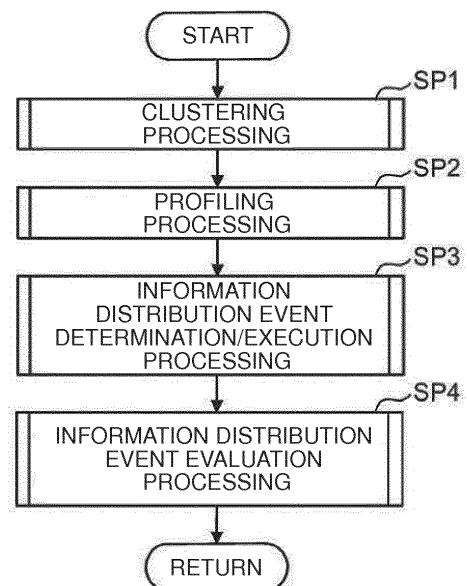 START
SP1
CLUSTERING
PROCESSING
SP2
PROFILING
PROCESSING
SP3
INFORMATION
DISTRIBUTION EVENT
DETERMINATION/EXECUTION
PROCESSING
SP4
INFORMATION DISTRIBUTION
EVENT EVALUATION
PROCESSING
RETURN